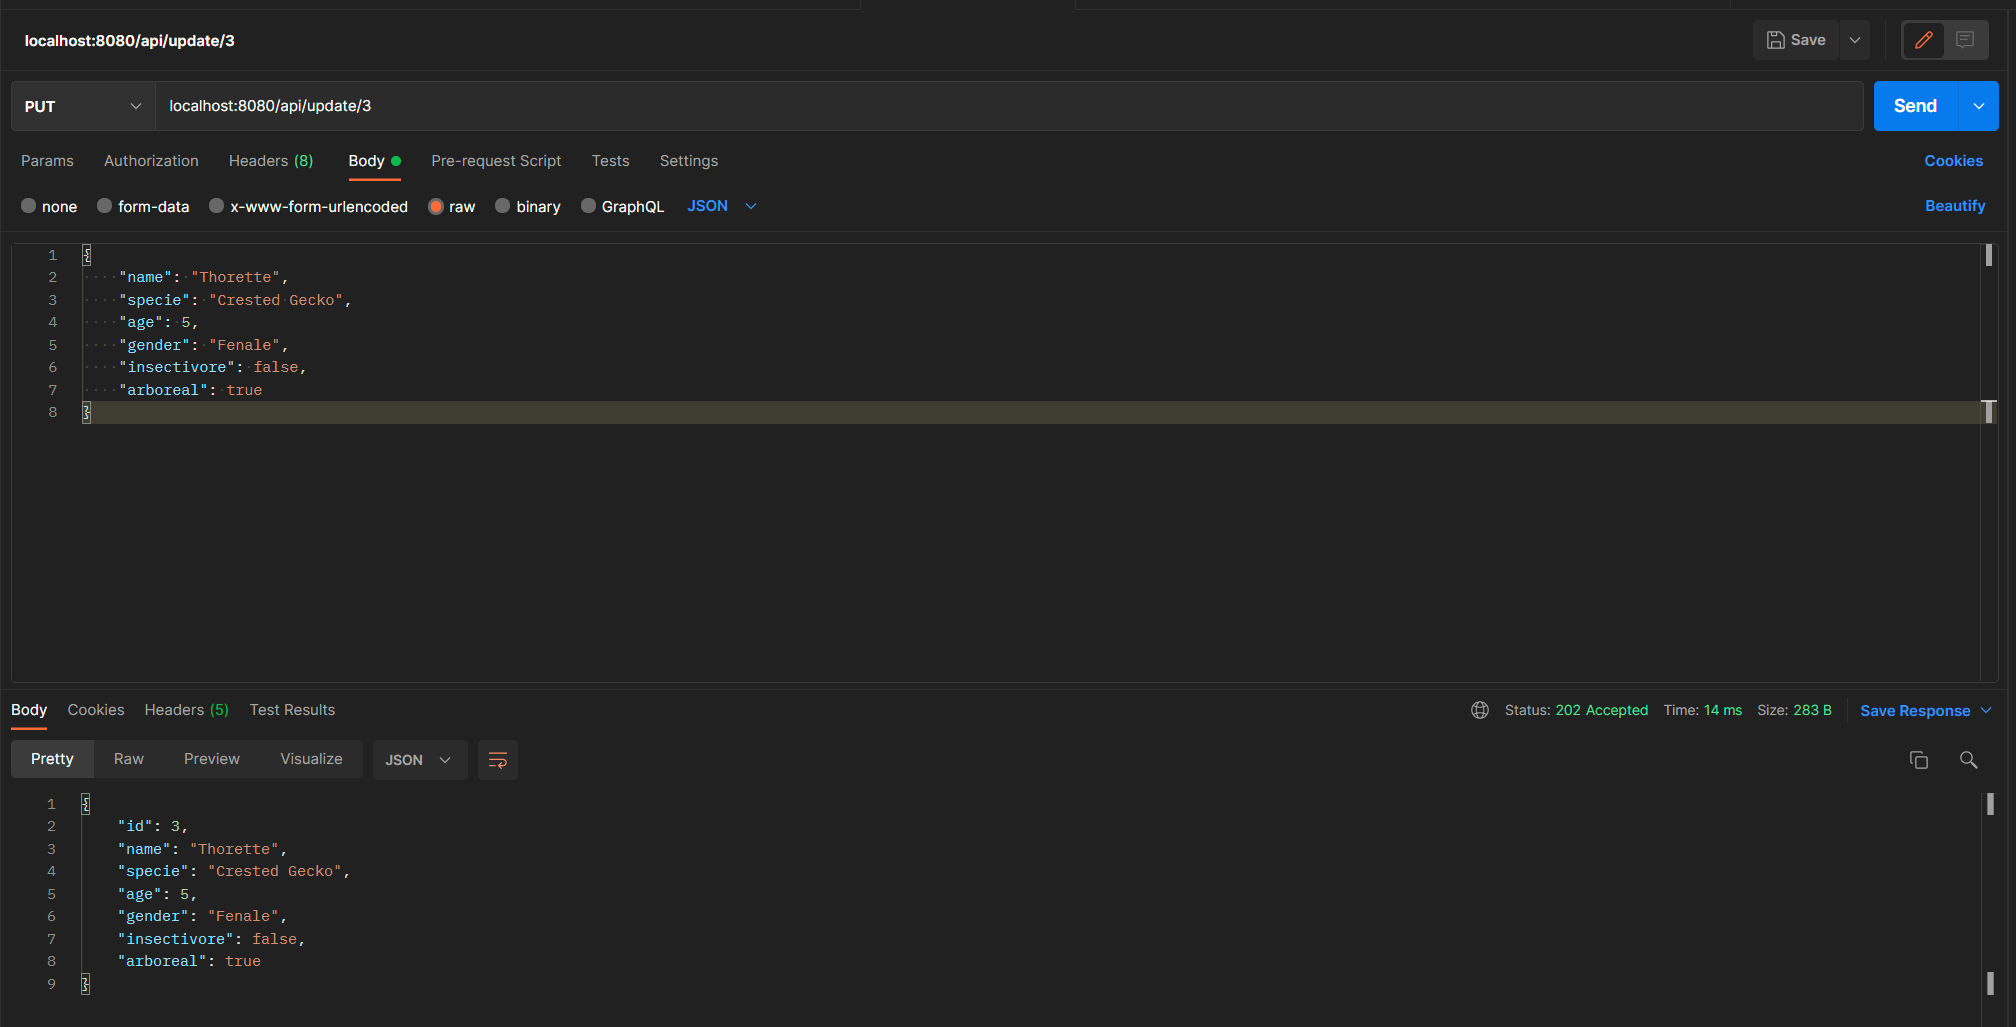 localhost:8080/api/update/3
Save
PUT localhost:8080/api/update/3 Send
Params Authorization Headers (8) Body Pre-request Script Tests Settings Cookies
none form-data x-www-form-urlencoded raw binary GraphQL JSON Beautify
1 {
2 "name": "Thorette",
3 "specie": "Crested Gecko",
4 "age": 5,
5 "gender": "Fenale",
6 "insectivore": false,
7 "arboreal": true
8 }
Body Cookies Headers (5) Test Results Status: 202 Accepted Time: 14 ms Size: 283 B Save Response
Pretty Raw Preview Visualize JSON
1 {
2 "id": 3,
3 "name": "Thorette",
4 "specie": "Crested Gecko",
5 "age": 5,
6 "gender": "Fenale",
7 "insectivore": false,
8 "arboreal": true
9 }